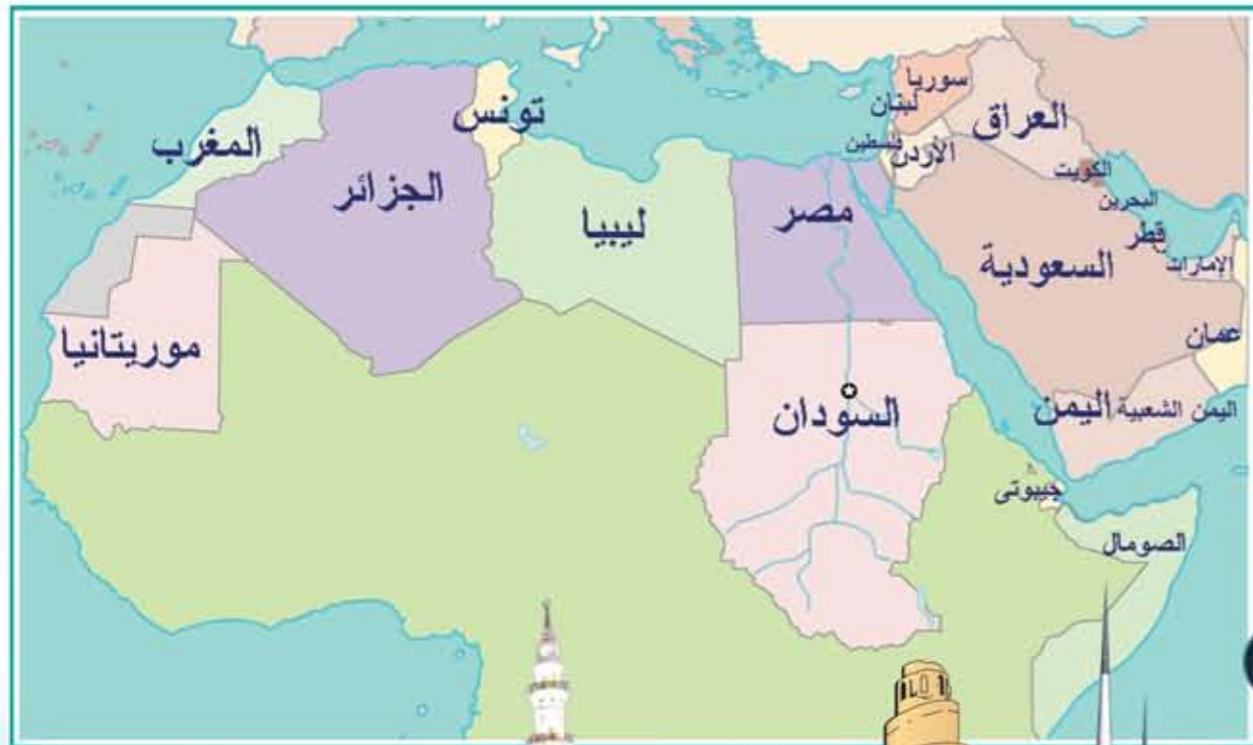 سوريا
لبنان
العراق
تونس
المغرب
فلسطين
الأردن
الجزائر
الكويت
البحرين
مصر
ليبيا
قطر
الإمارات
السعودية
عمان
موريتانيا
السودان
اليمن
اليمن الشعبية
جيبوتى
الصومال